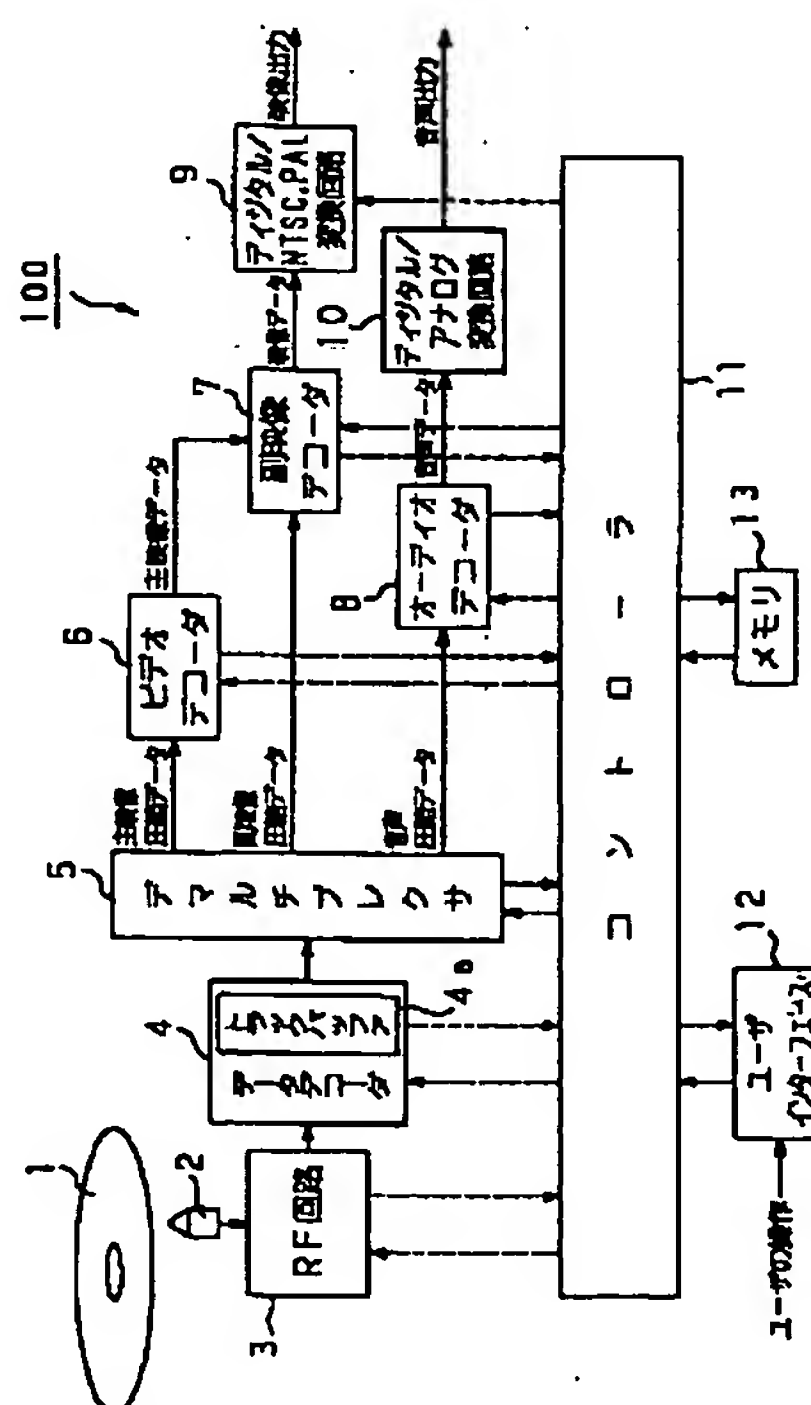 100
1
2
3
RF回路
4
データデコーダ
トラックバッファ
4a
5
デマルチプレクサ
主映像
圧縮データ
副映像
圧縮データ
音声
圧縮データ
6
ビデオ
デコーダ
主映像データ
7
副映像
デコーダ
映像データ
9
ディジタル/
NTSC.PAL
変換回路
映像出力
8
オーディオ
デコーダ
音声データ
10
ディジタル/
アナログ
変換回路
音声出力
コントローラ
11
ユーザの操作
ユーザ
インターフェース
12
メモリ
13